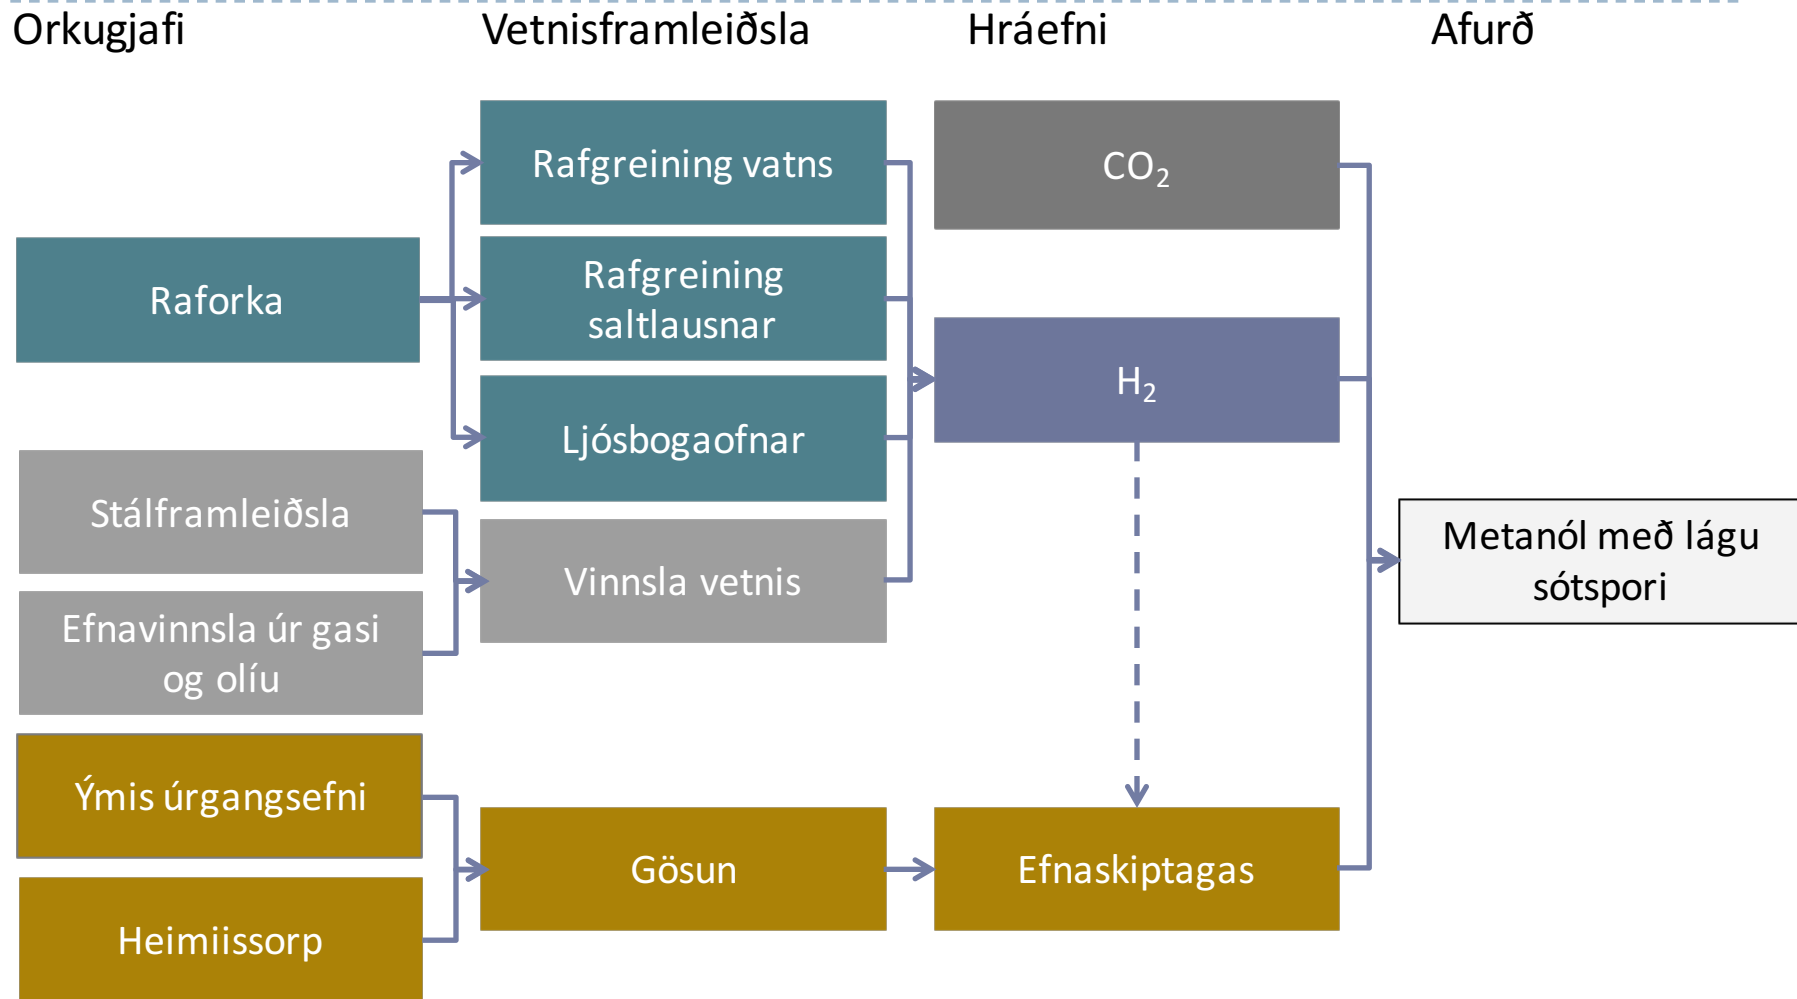 Orkugjafi
Vetnisframleiðsla
Hráefni
Afurð
Rafgreining vatns
CO₂
Raforka
Rafgreining
saltlausnar
H₂
Ljósbogaofnar
Stálframleiðsla
Vinnsla vetnis
Metanól með lágu
sótspori
Efnavinnsla úr gasi
og olíu
Ýmis úrgangsefni
Gösun
Efnaskiptagas
Heimiissorp